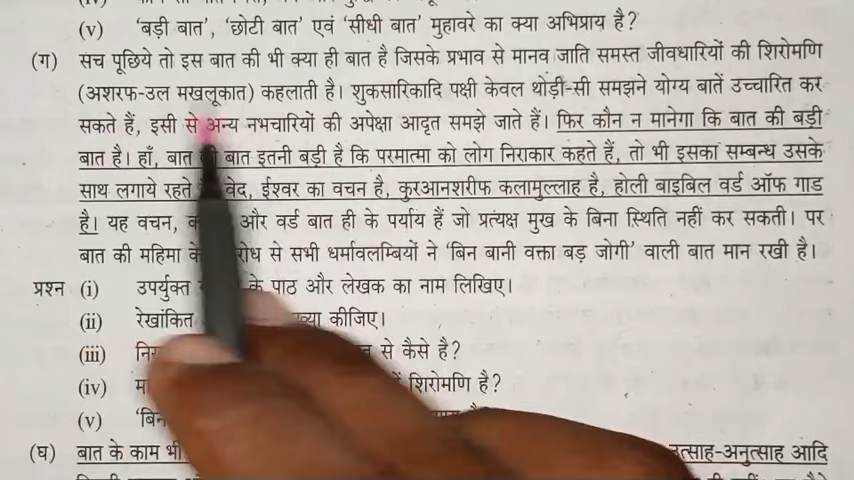 (v) 'बड़ी बात', 'छोटी बात' एवं 'सीधी बात' मुहावरे का क्या अभिप्राय है?
(ग) सच पूछिये तो इस बात की भी क्या ही बात है जिसके प्रभाव से मानव जाति समस्त जीवधारियों की शिरोमणि
(अशरफ-उल मखलूकात) कहलाती है। शुकसारिकादि पक्षी केवल थोड़ी-सी समझने योग्य बातें उच्चारित कर
सकते हैं, इसी से अन्य नभचारियों की अपेक्षा आदृत समझे जाते हैं। फिर कौन न मानेगा कि बात की बड़ी
बात है। हाँ, बात की बात इतनी बड़ी है कि परमात्मा को लोग निराकार कहते हैं, तो भी इसका सम्बन्ध उसके
साथ लगाये रहते वेद, ईश्वर का वचन है, कुरआनशरीफ कलामुल्लाह है, होली बाइबिल वर्ड ऑफ गाड
है। यह वचन, और वर्ड बात ही के पर्याय हैं जो प्रत्यक्ष मुख के बिना स्थिति नहीं कर सकती। पर
बात की महिमा के से सभी धर्मावलम्बियों ने 'बिन बानी वक्ता बड़ जोगी' वाली बात मान रखी है।
प्रश्न (i) उपर्युक्त के पाठ और लेखक का नाम लिखिए।
(ii) रेखांकित कीजिए।
(iii) से कैसे है?
(iv) शिरोमणि है?
(v) 'बिन
(घ) बात के काम भी उत्साह-अनुत्साह आदि